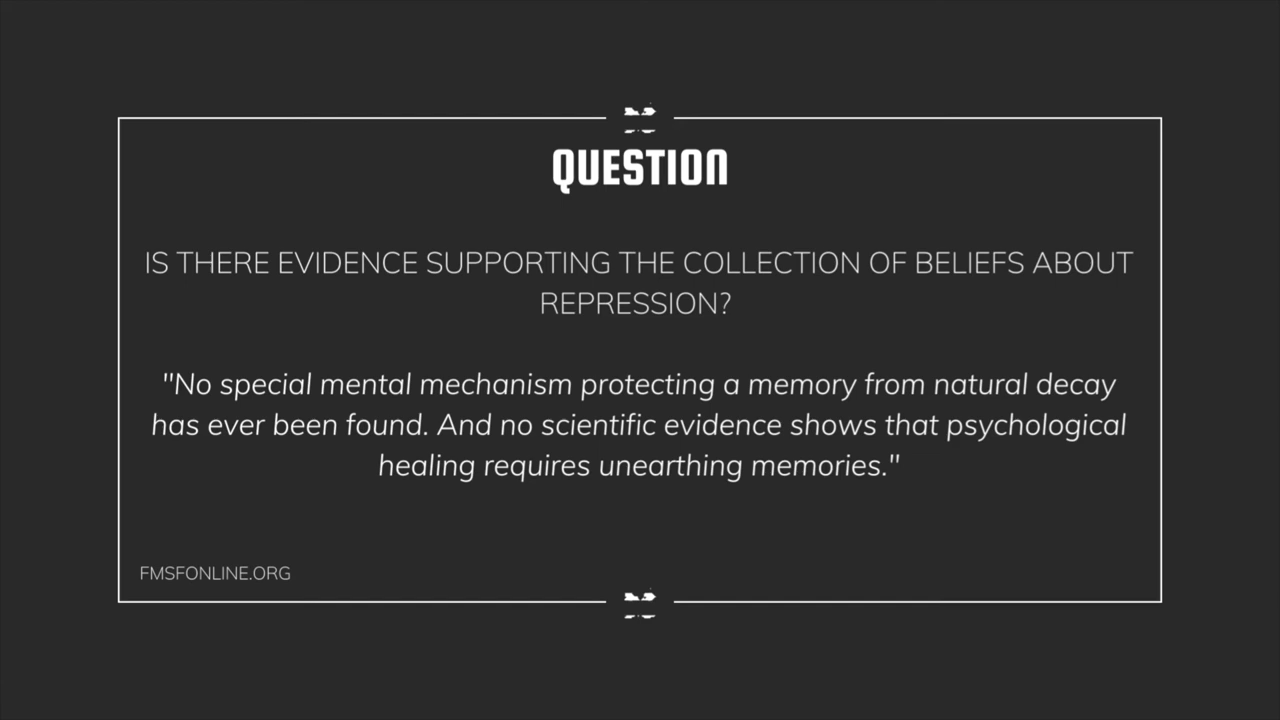 QUESTION
IS THERE EVIDENCE SUPPORTING THE COLLECTION OF BELIEFS ABOUT
REPRESSION?
"No special mental mechanism protecting a memory from natural decay
has ever been found. And no scientific evidence shows that psychological
healing requires unearthing memories."
FMSFONLINE.ORG